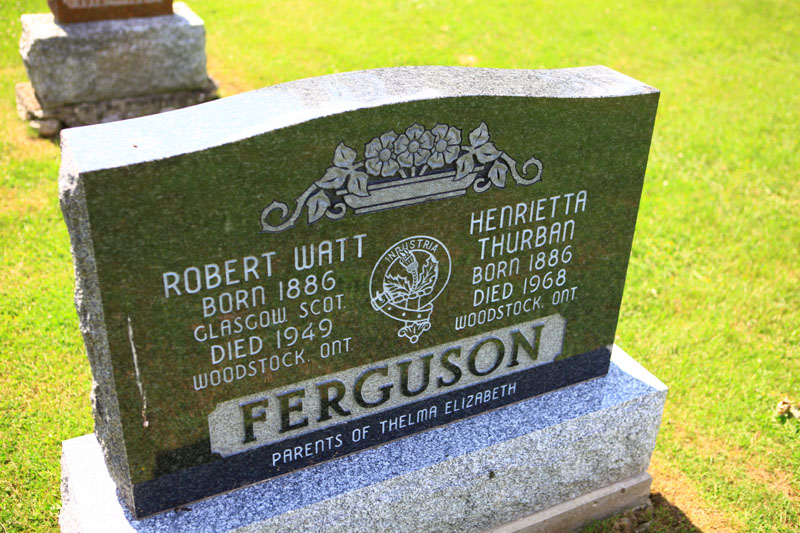 ROBERT WATT
BORN 1886
GLASGOW SCOT
DIED 1949
WOODSTOCK, ONT.
INDUSTRIA
HENRIETTA
THURBAN
BORN 1886
DIED 1968
WOODSTOCK, ONT.
FERGUSON
PARENTS OF THELMA ELIZABETH